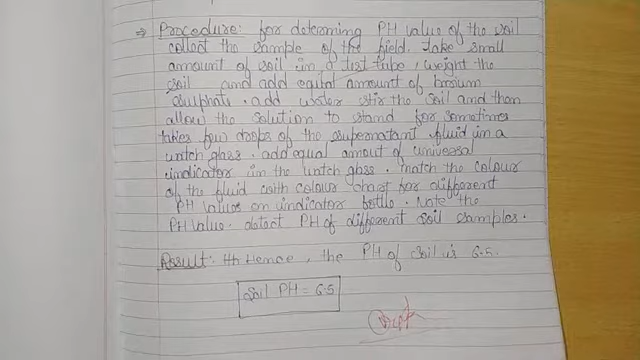 ⇒ Procedure: for determing PH value of the soil
collect the sample of the field. Take small
amount of soil in a test tube, weight the
soil and add equal amount of barium
sulphate. add water stir the soil and then
allow the solution to stand for sometimes
takes few drops of the supernatant fluid in a
watch glass. add equal amout of universal
indicator in the watch glass. match the colour
of the fluid with colour chart for different
PH values on indicator bottle. Note the
PH value. detect PH of different soil samples.
Result: Hence, the PH of soil is 6.5.
Soil PH = 6.5